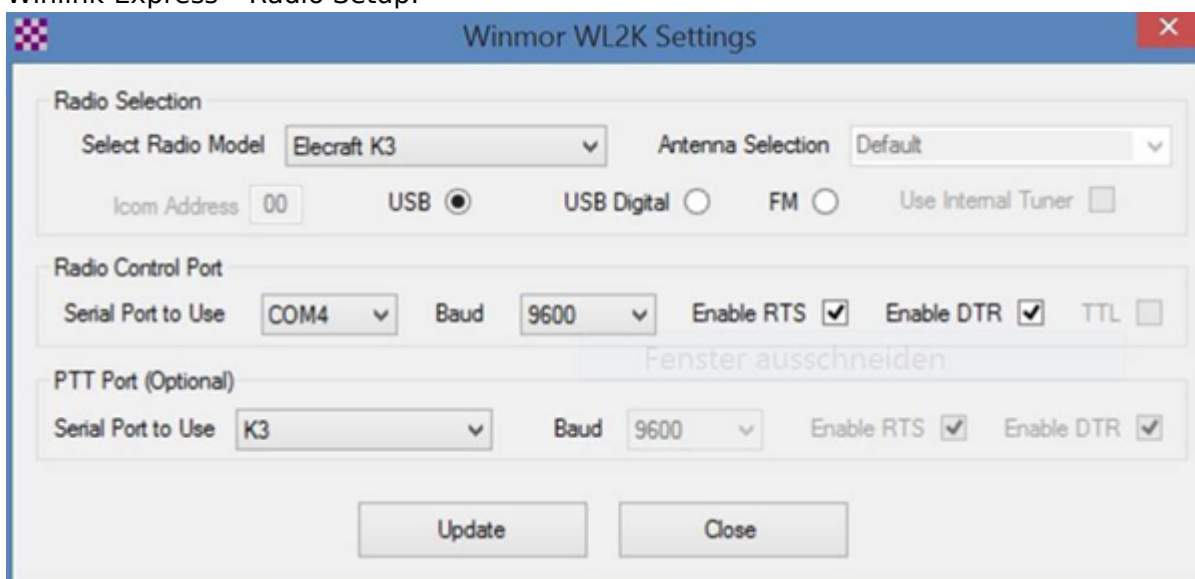 Winlink Express - Radio Setup:
Winmor WL2K Settings
Radio Selection
Select Radio Model Elecraft K3 Antenna Selection Default
Icom Address 00 USB USB Digital FM Use Internal Tuner
Radio Control Port
Serial Port to Use COM4 Baud 9600 Enable RTS Enable DTR TTL
Fenster ausschneiden
PTT Port (Optional)
Serial Port to Use K3 Baud 9600 Enable RTS Enable DTR
Update Close